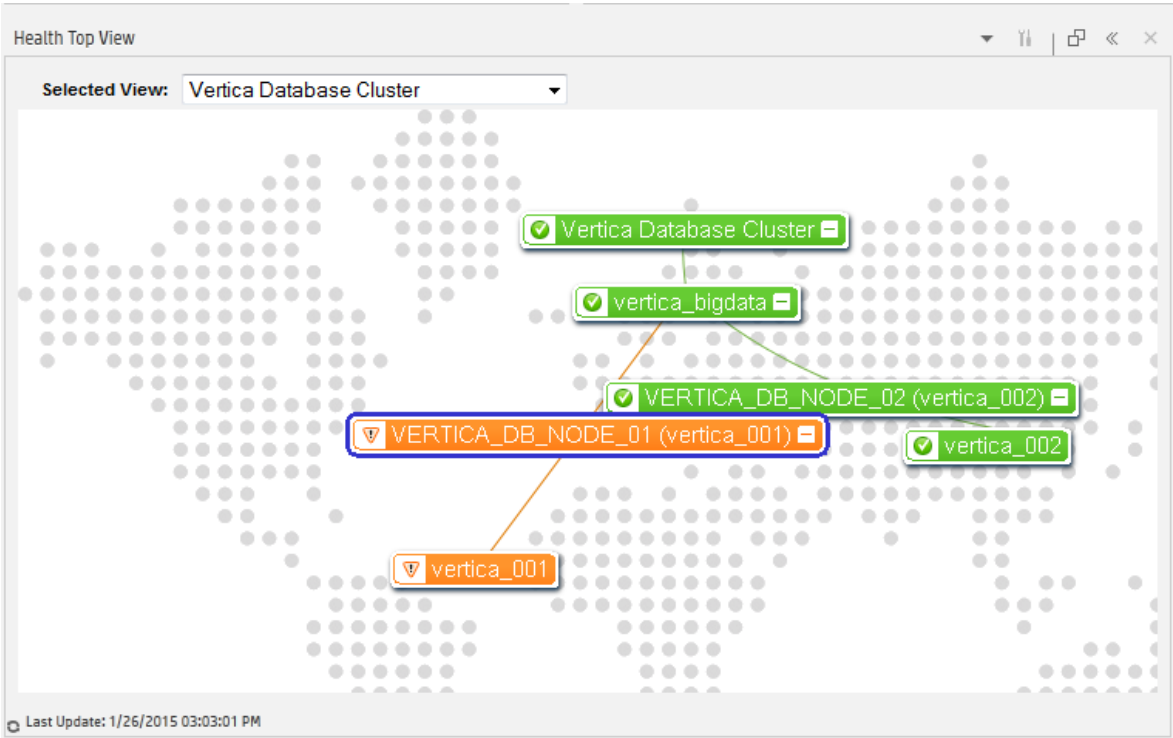 Health Top View
Selected View: Vertica Database Cluster
Vertica Database Cluster
vertica_bigdata
VERTICA_DB_NODE_02 (vertica_002)
VERTICA_DB_NODE_01 (vertica_001)
vertica_002
vertica_001
Last Update: 1/26/2015 03:03:01 PM